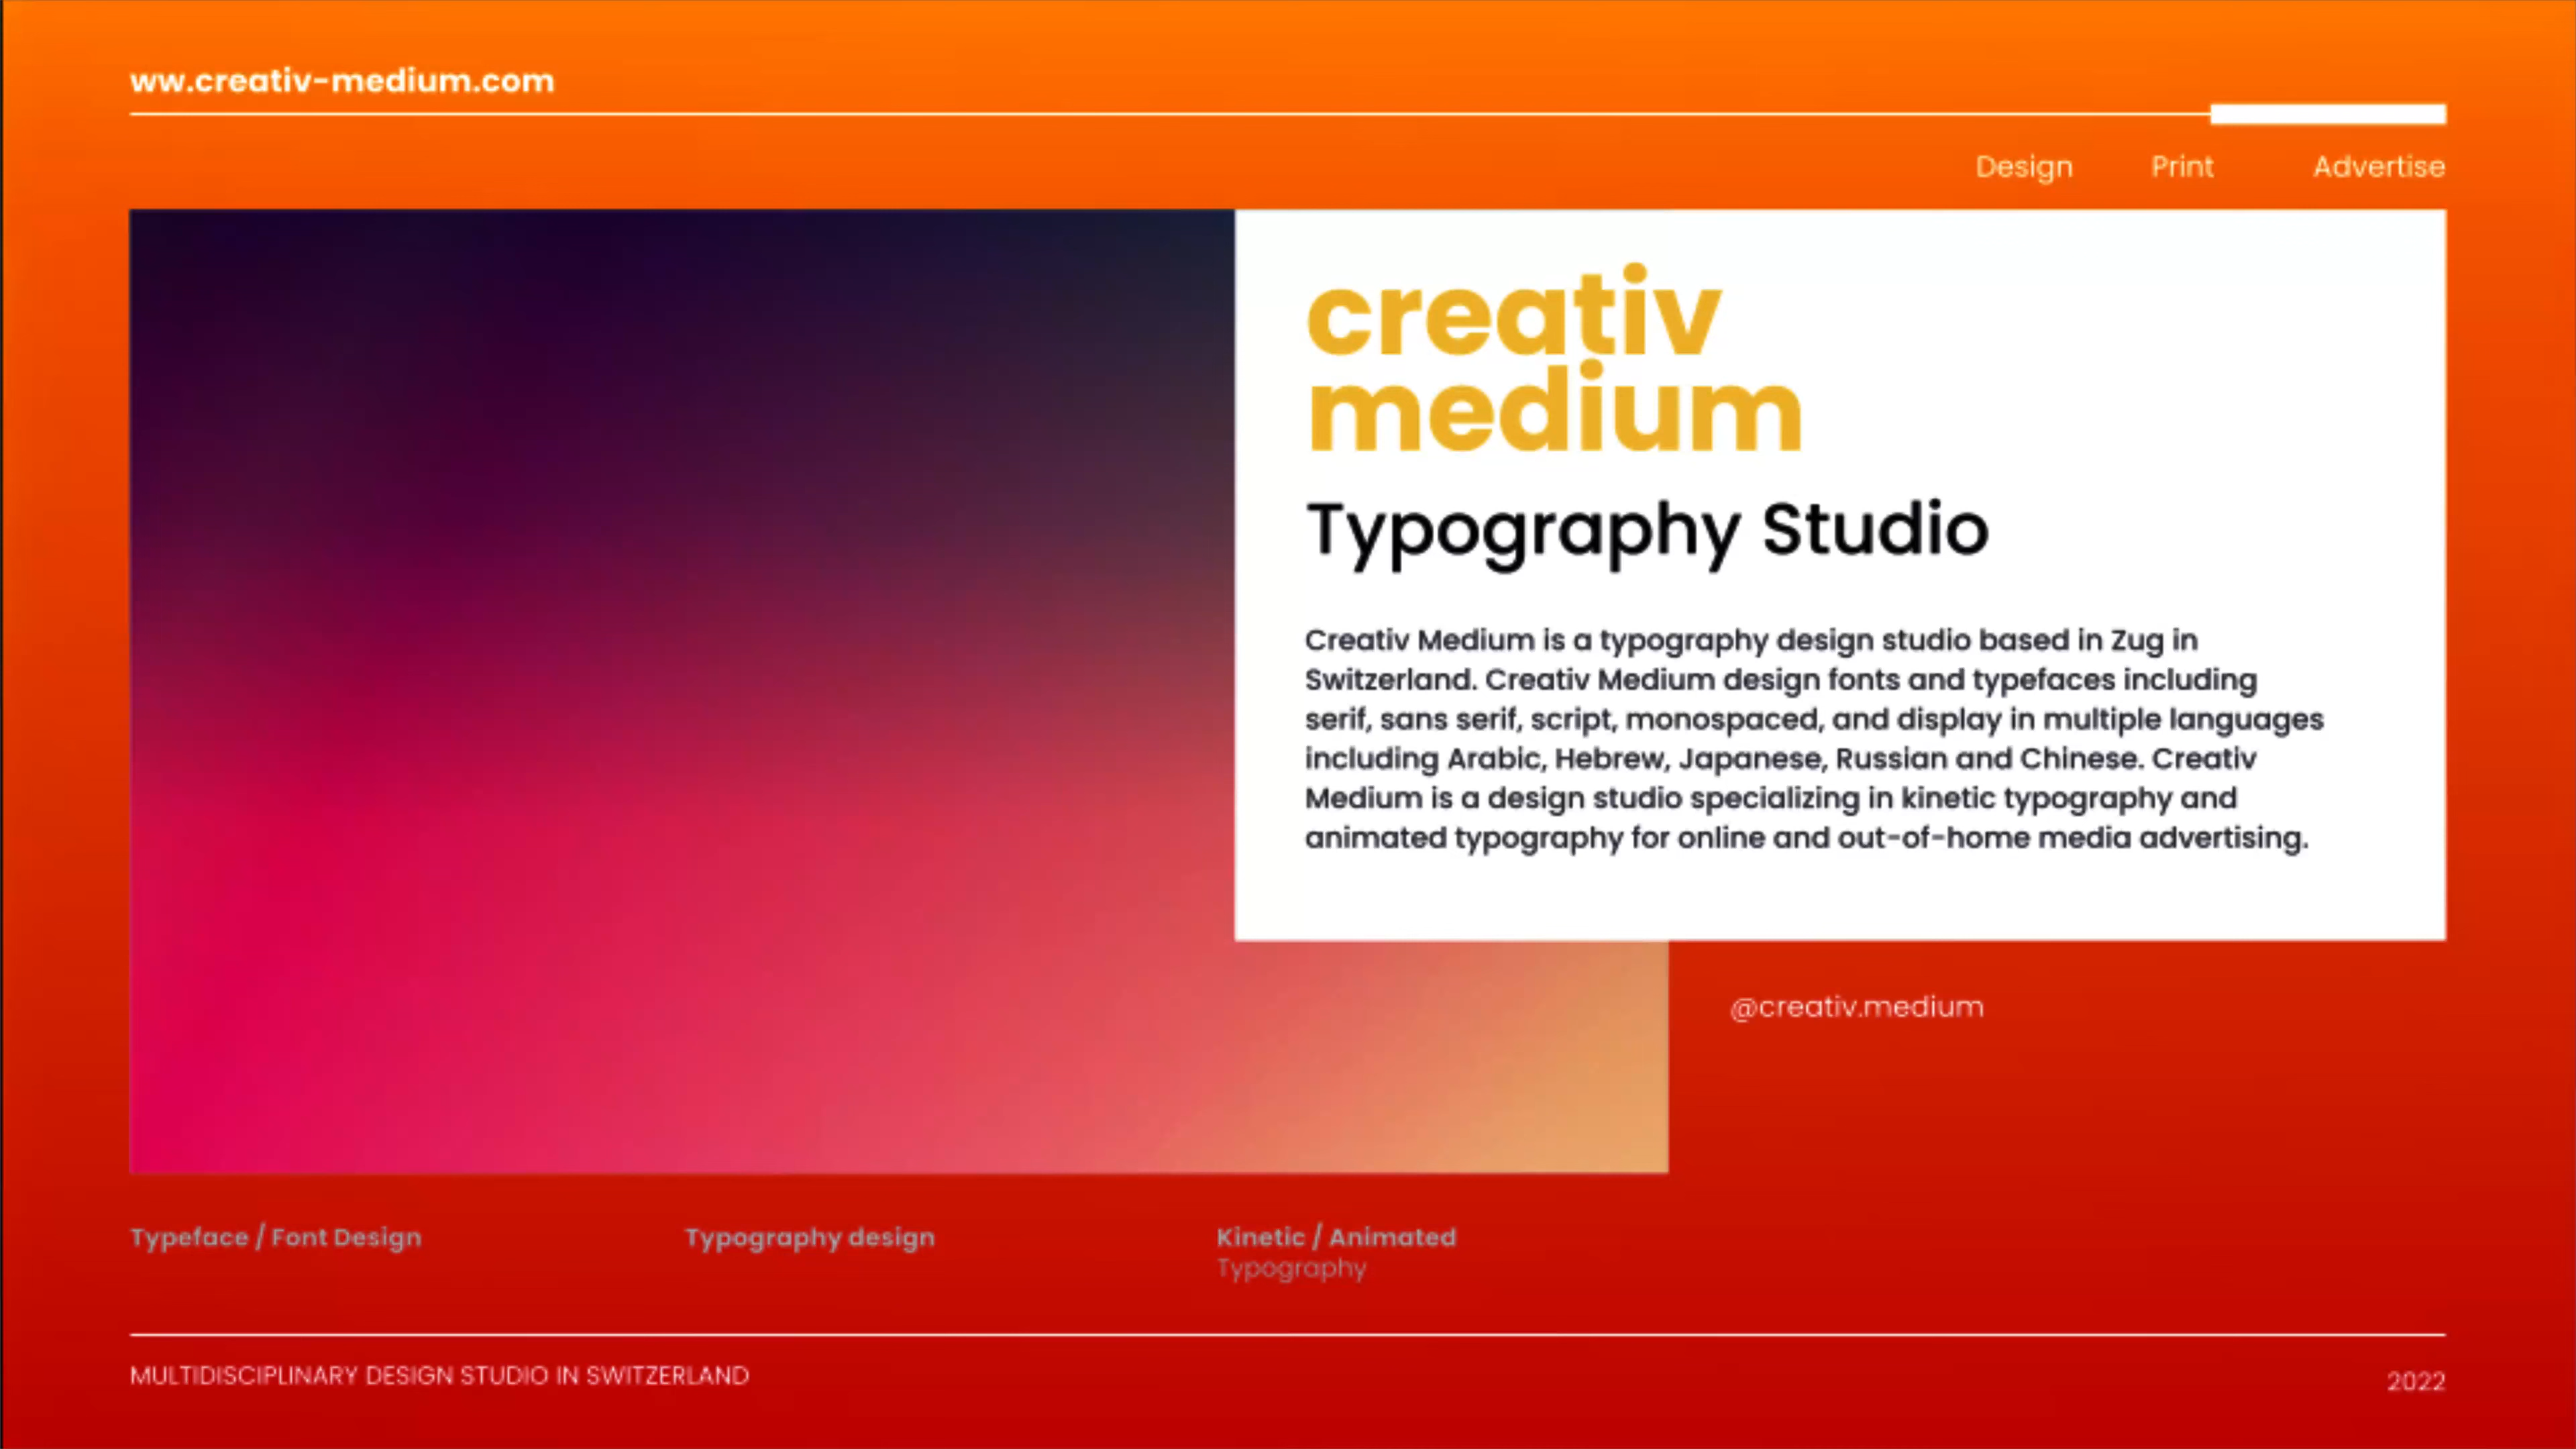 ww.creativ-medium.com
Design Print Advertise
creativ
medium
Typography Studio
Creativ Medium is a typography design studio based in Zug in
Switzerland. Creativ Medium design fonts and typefaces including
serif, sans serif, script, monospaced, and display in multiple languages
including Arabic, Hebrew, Japanese, Russian and Chinese. Creativ
Medium is a design studio specializing in kinetic typography and
animated typography for online and out-of-home media advertising.
@creativ.medium
Typeface / Font Design
Typography design
Kinetic / Animated
Typography
MULTIDISCIPLINARY DESIGN STUDIO IN SWITZERLAND
2022